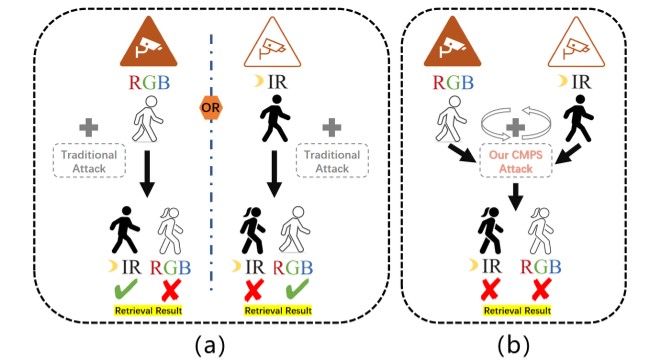 RGB
IR
RGB
IR
OR
Traditional
Attack
Traditional
Attack
Our CMPS
Attack
IR RGB
IR RGB
IR RGB
Retrieval Result
Retrieval Result
Retrieval Result
(a)
(b)